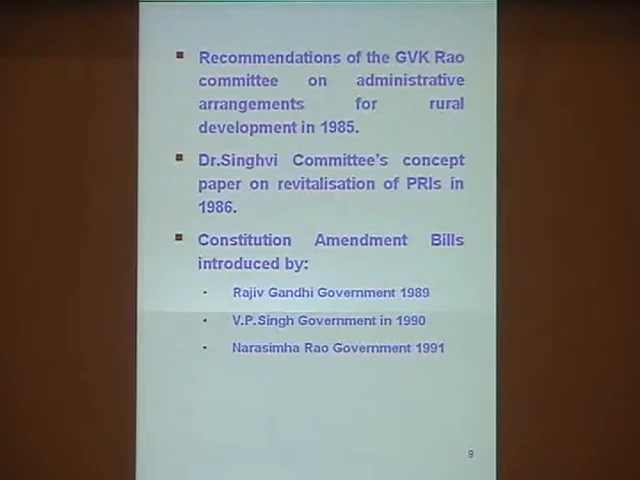 Recommendations of the GVK Rao
committee on administrative
arrangements for rural
development in 1985.
Dr.Singhvi Committee's concept
paper on revitalisation of PRIs in
1986.
Constitution Amendment Bills
introduced by:
Rajiv Gandhi Government 1989
V.P.Singh Government in 1990
Narasimha Rao Government 1991
9